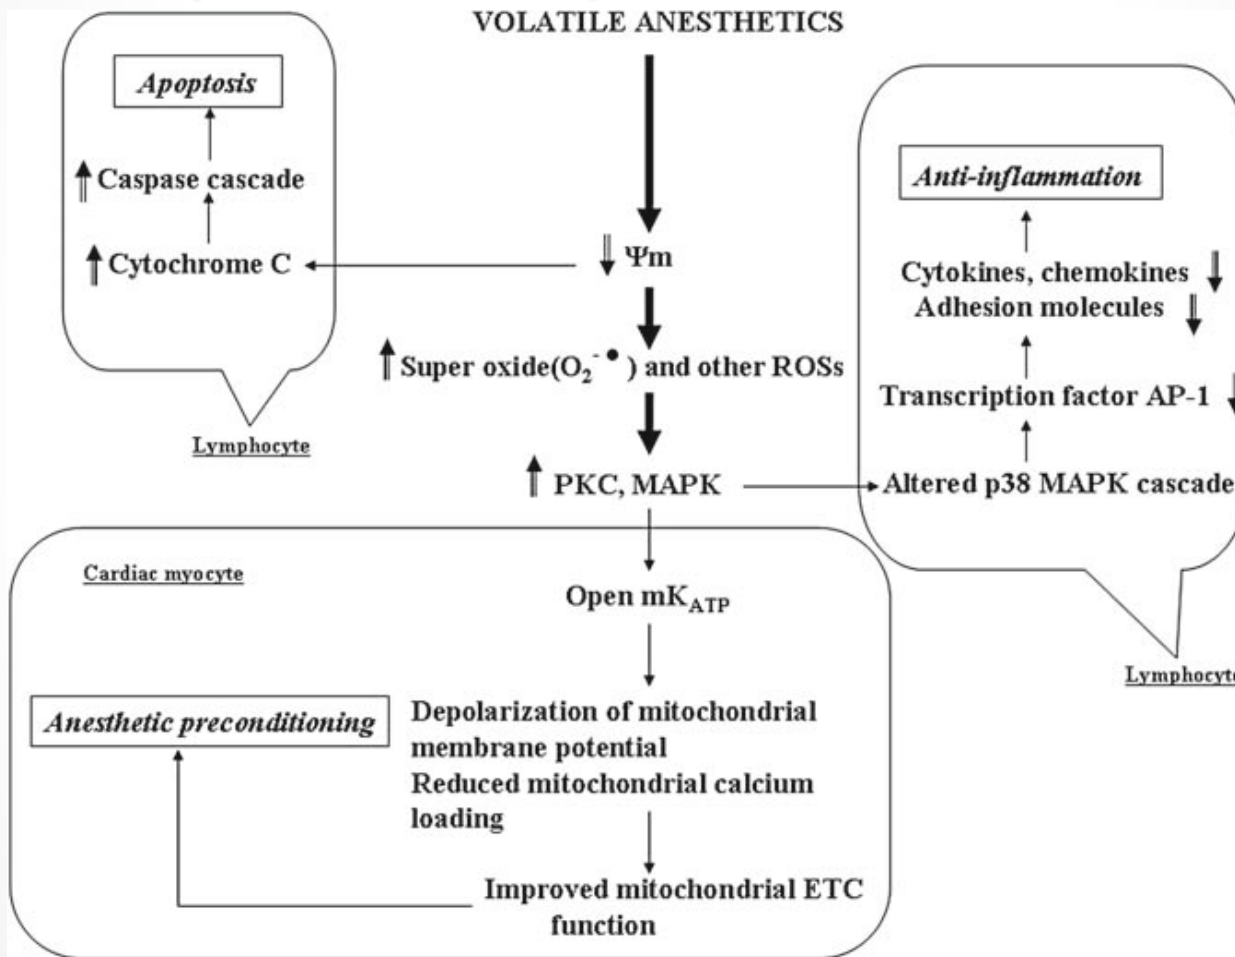 VOLATILE ANESTHETICS
Apoptosis
Caspase cascade
Cytochrome C
Lymphocyte
Ψm
Super oxide(O₂⁻•) and other ROSs
PKC, MAPK
Anti-inflammation
Cytokines, chemokines
Adhesion molecules
Transcription factor AP-1
Altered p38 MAPK cascade
Lymphocyte
Cardiac myocyte
Open mK_ATP
Depolarization of mitochondrial
membrane potential
Reduced mitochondrial calcium
loading
Improved mitochondrial ETC
function
Anesthetic preconditioning